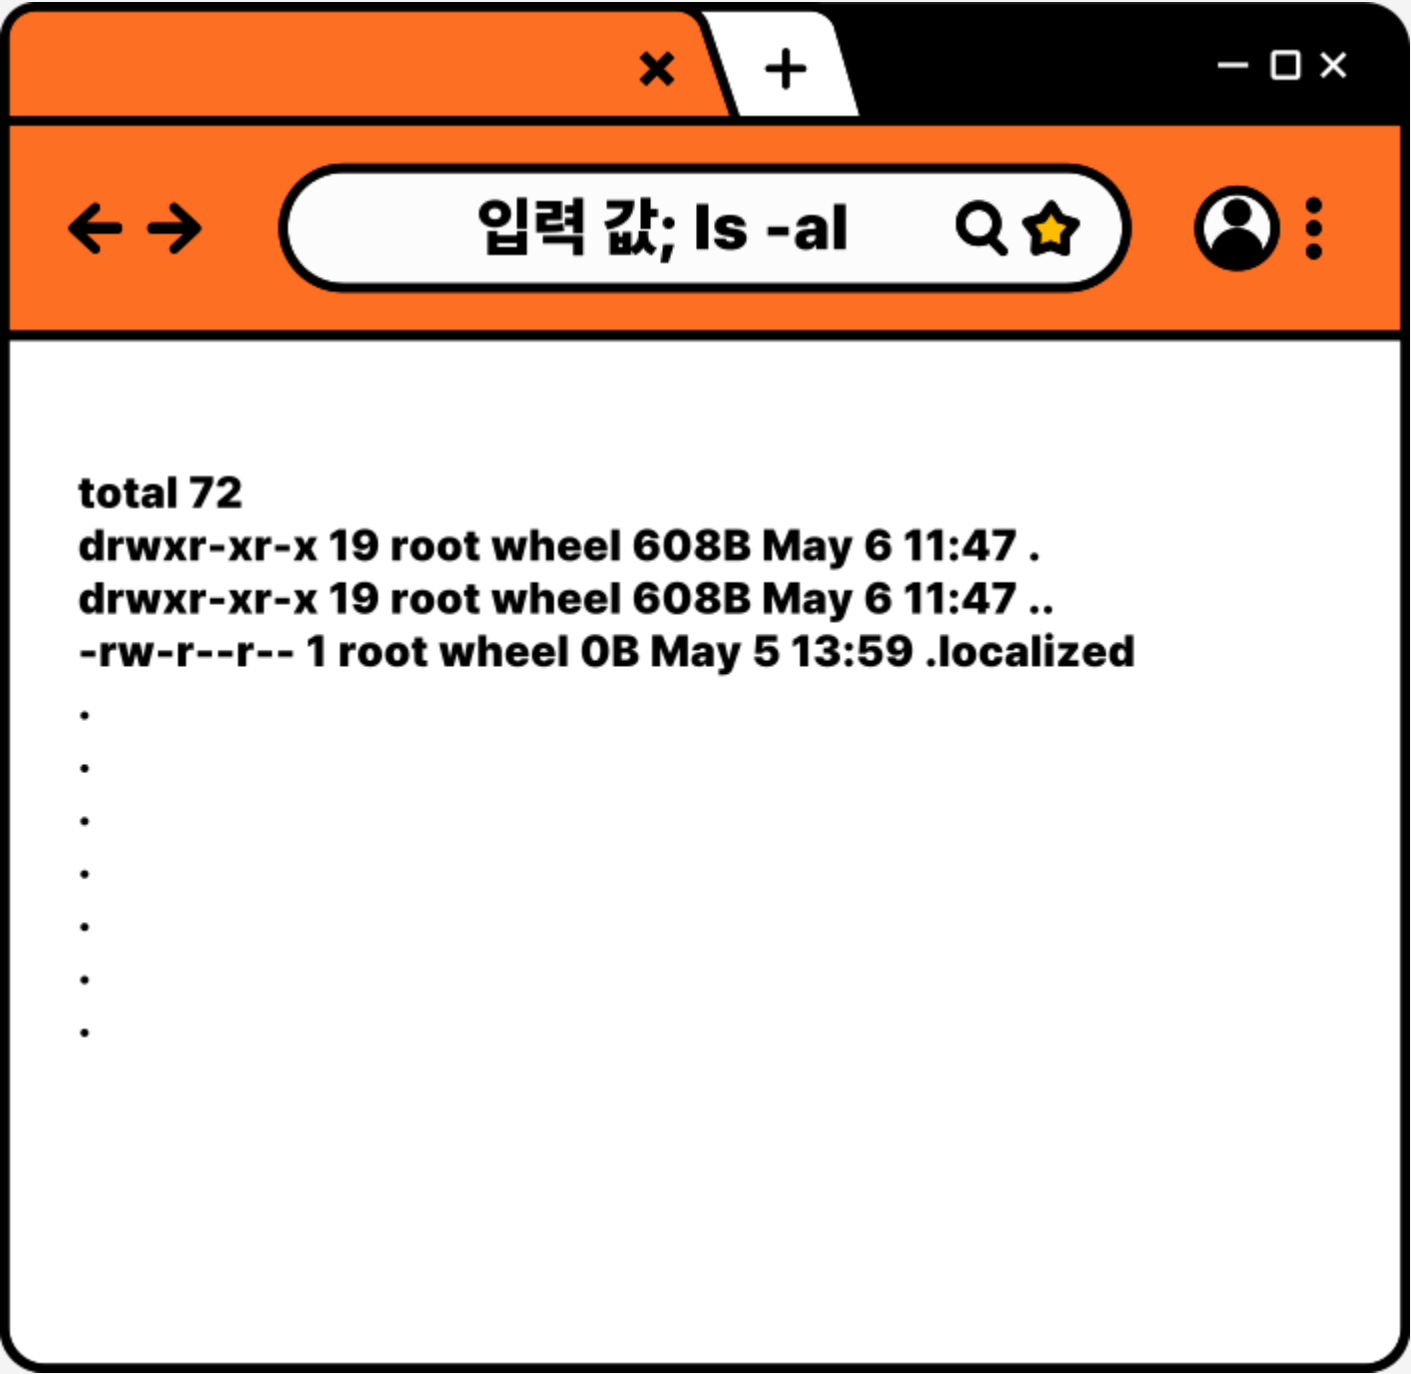 입력 값; ls -al
total 72
drwxr-xr-x 19 root wheel 608B May 6 11:47 .
drwxr-xr-x 19 root wheel 608B May 6 11:47 ..
-rw-r--r-- 1 root wheel 0B May 5 13:59 .localized
.
.
.
.
.
.
.